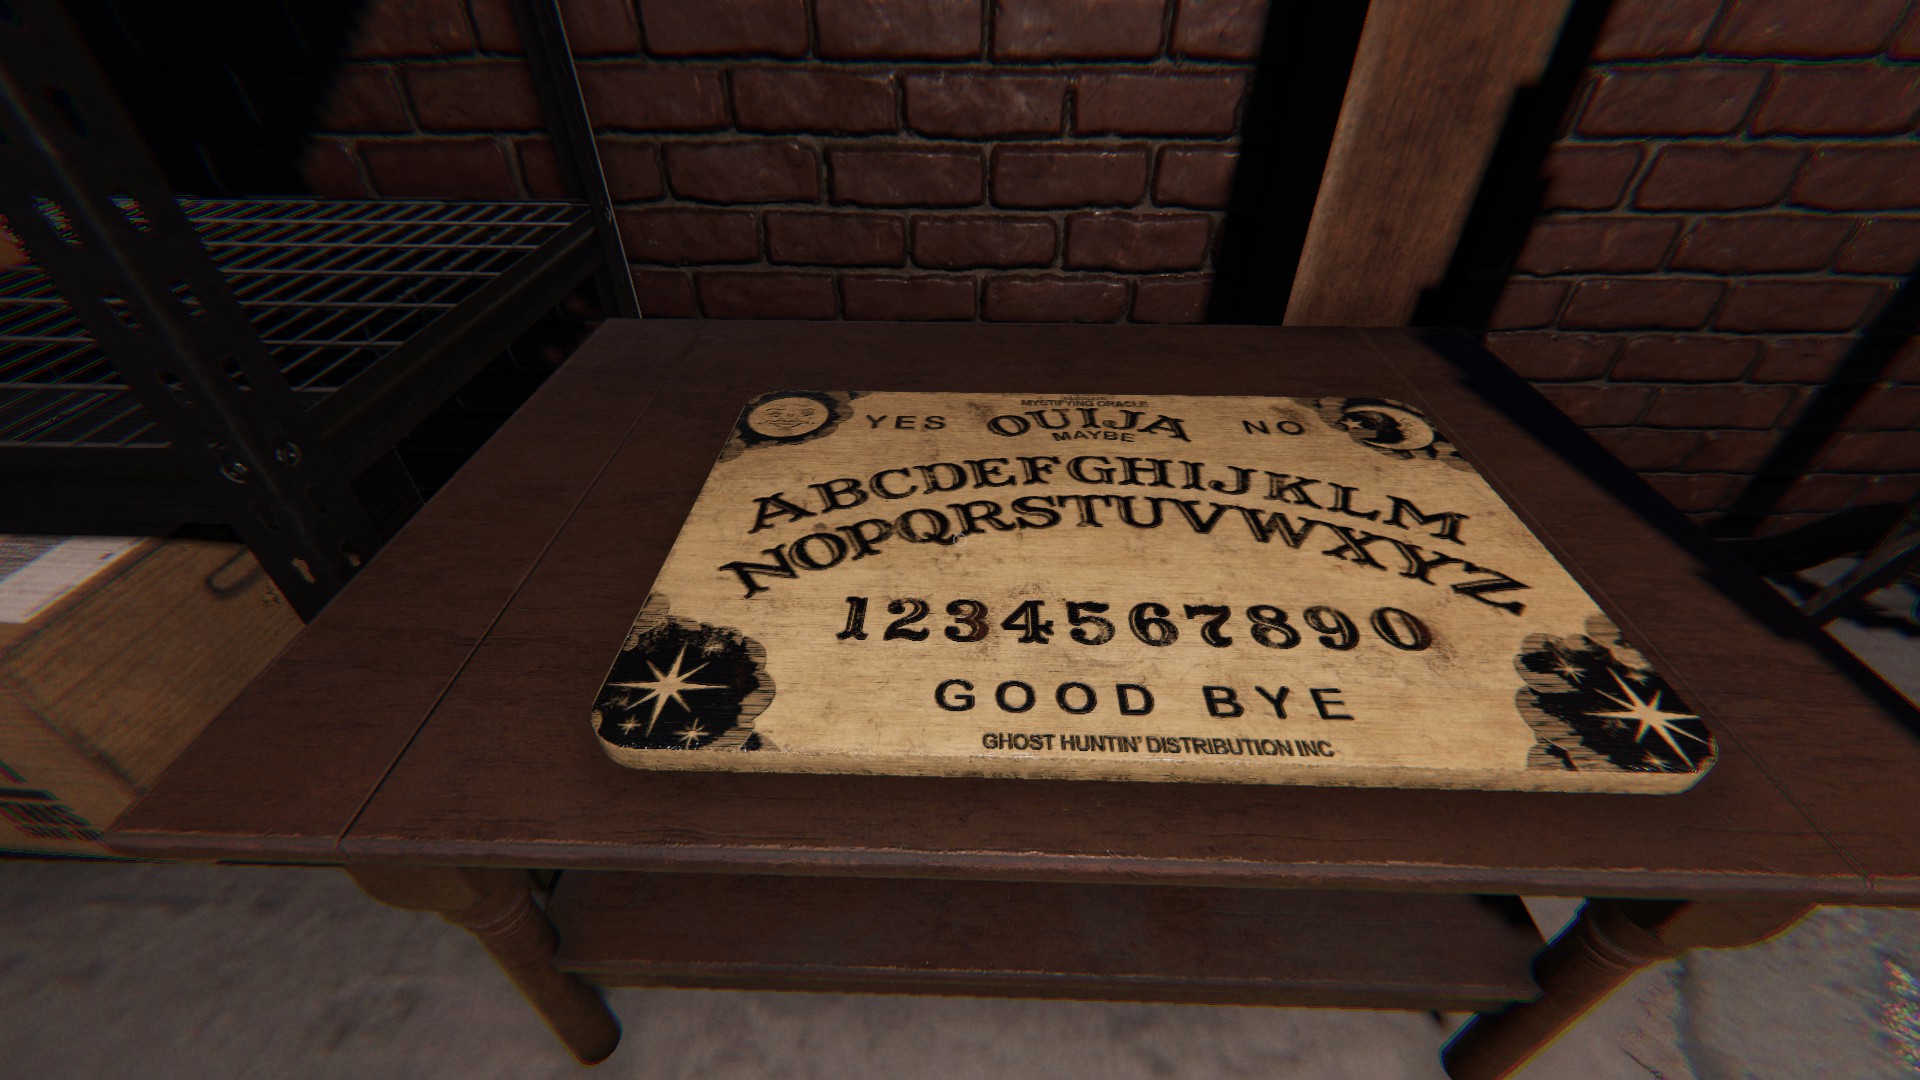 MYSTIFYING ORACLE
YES OUIJA NO
MAYBE
ABCDEFGHIJKLM
NOPQRSTUVWXYZ
1234567890
GOOD BYE
GHOST HUNTIN' DISTRIBUTION INC